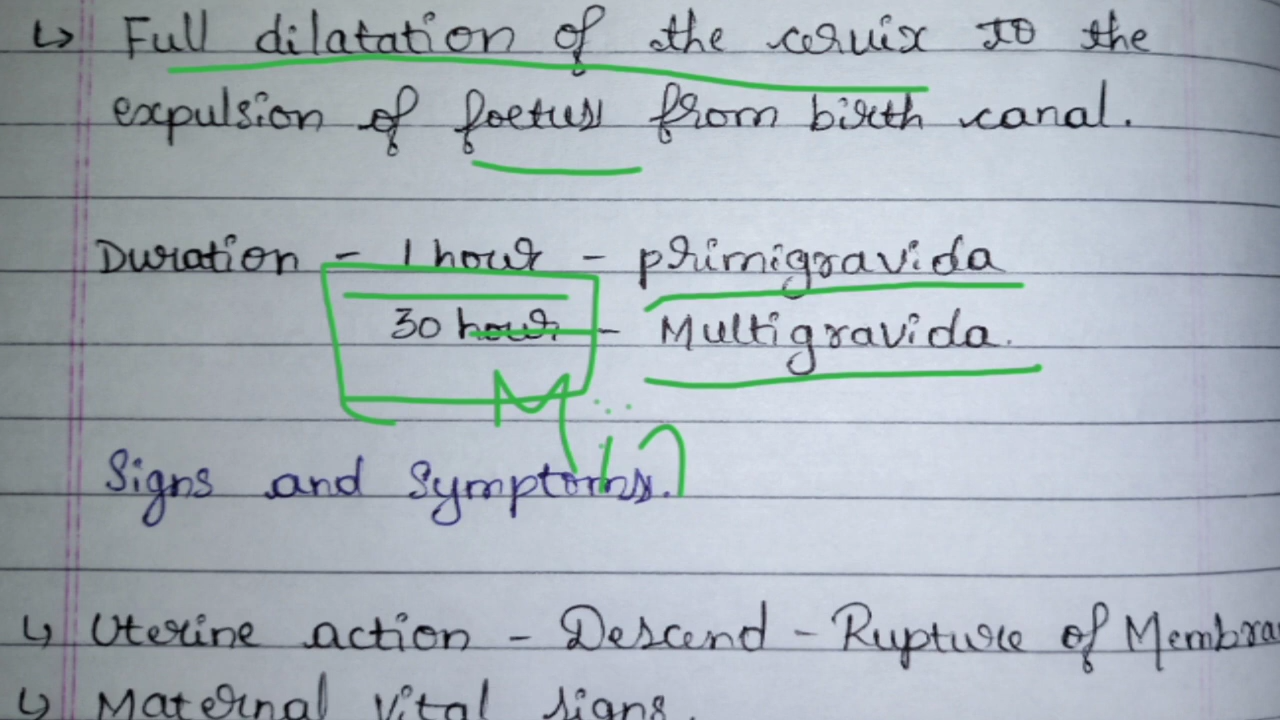 ↳ Full dilatation of the cervix to the
expulsion of foetus from birth canal.
Duration - 1 hour - primigravida
30 hour - Multigravida.
Signs and Symptoms.
↳ Uterine action - Descend - Rupture of Membra
↳ Maternal vital signs.